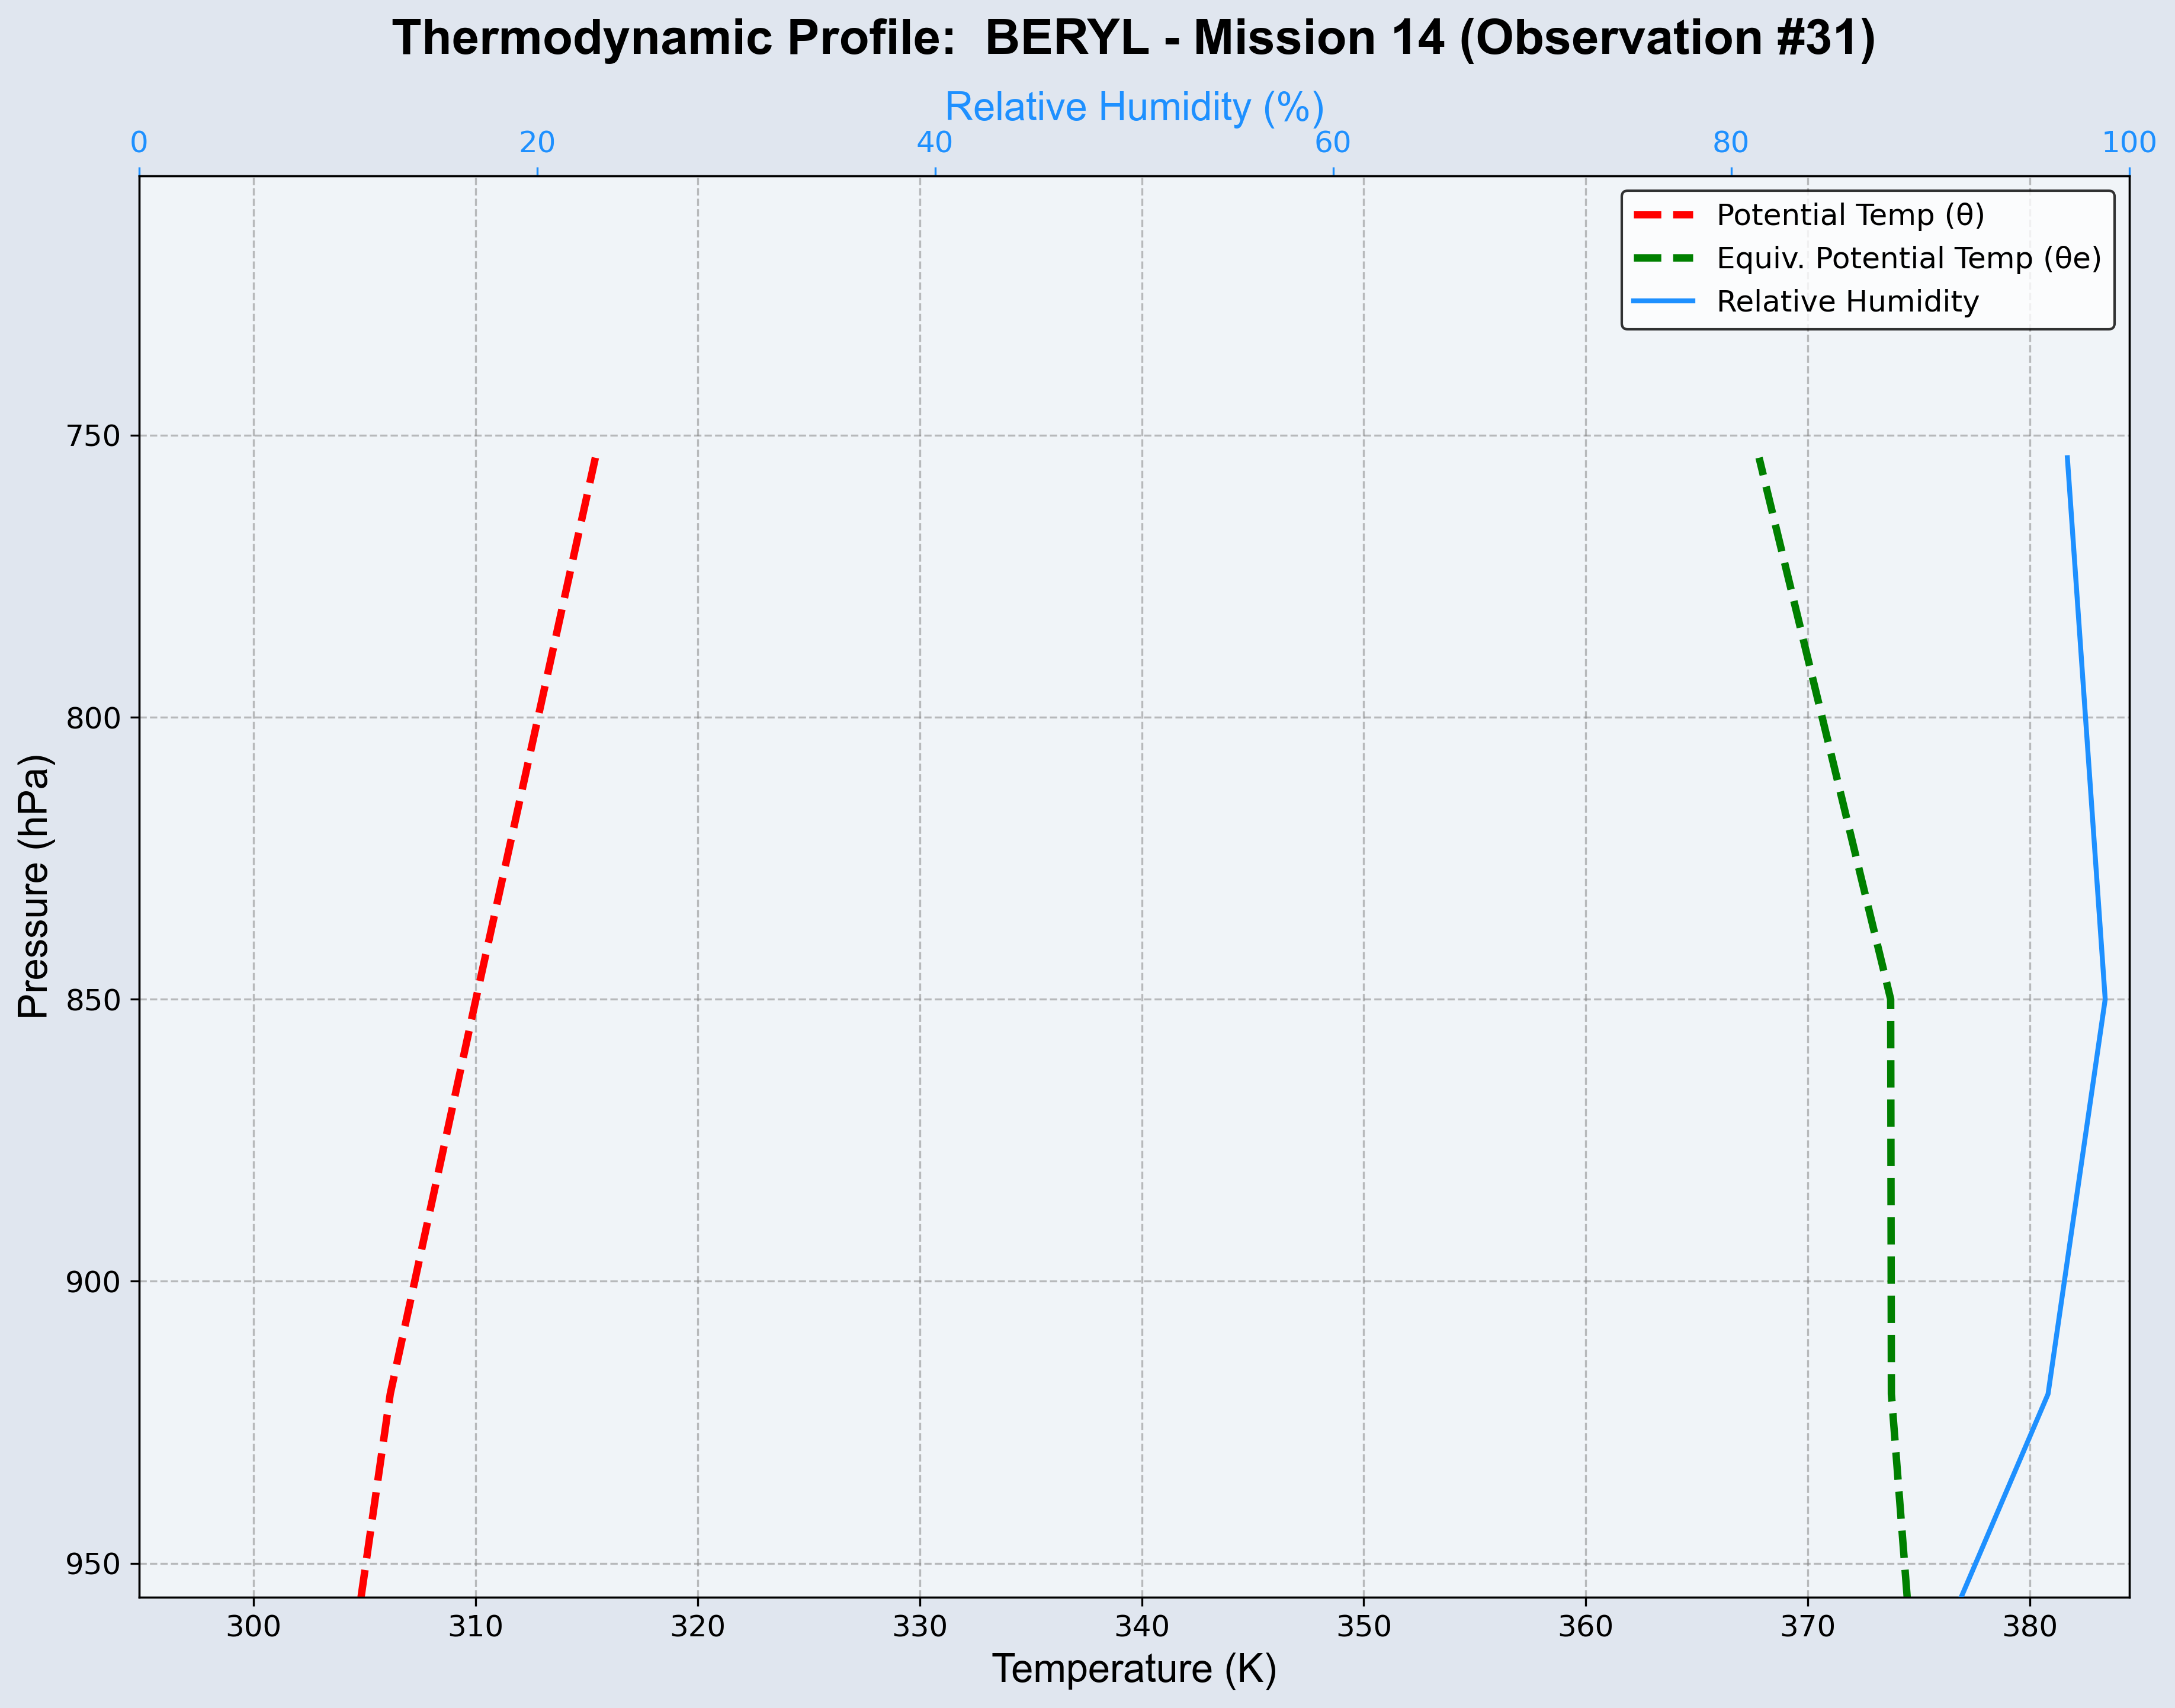 Thermodynamic Profile:  BERYL - Mission 14 (Observation #31)
Relative Humidity (%)
0 20 40 60 80 100
Potential Temp (θ)
Equiv. Potential Temp (θe)
Relative Humidity
Pressure (hPa)
750
800
850
900
950
300 310 320 330 340 350 360 370 380
Temperature (K)